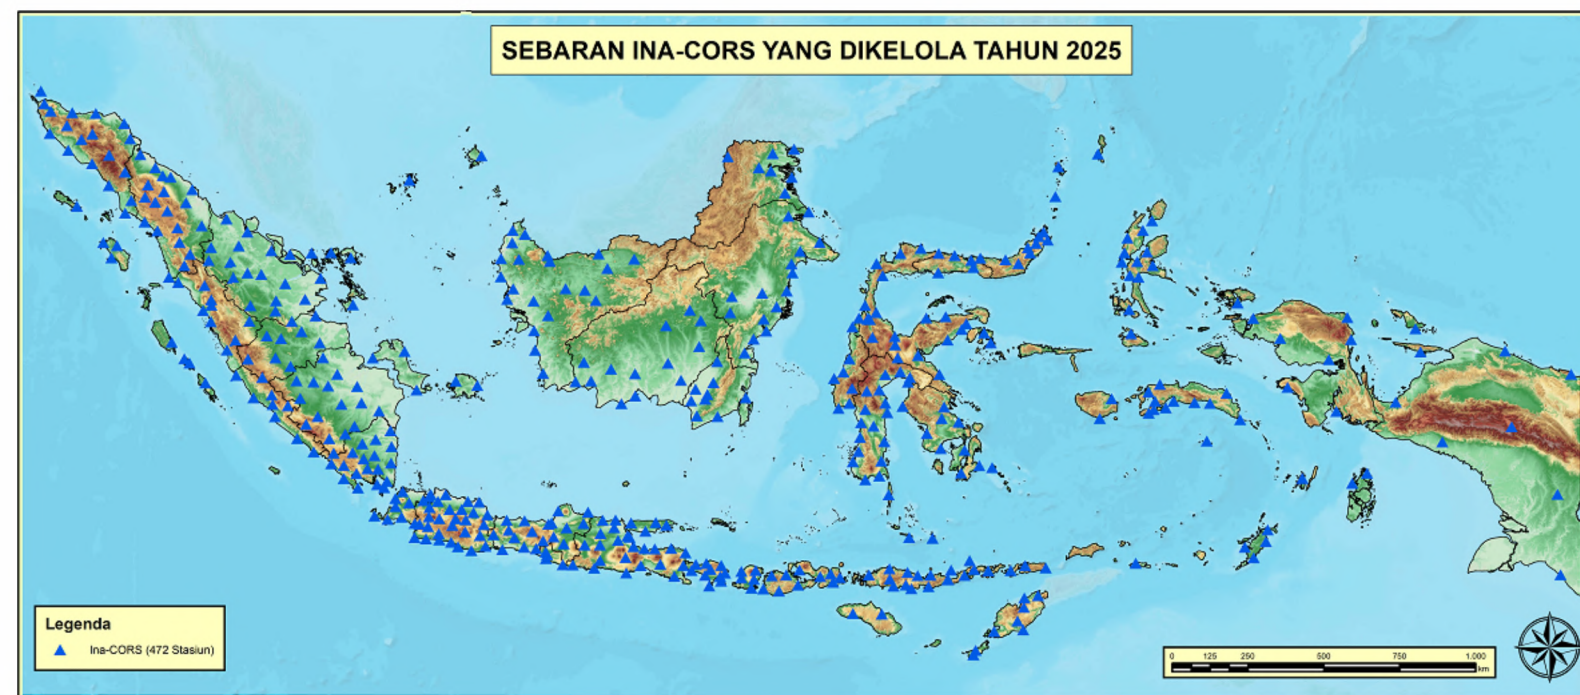 SEBARAN INA-CORS YANG DIKELOLA TAHUN 2025
Legenda
Ina-CORS (472 Stasiun)
0 125 250 500 750 1.000
km